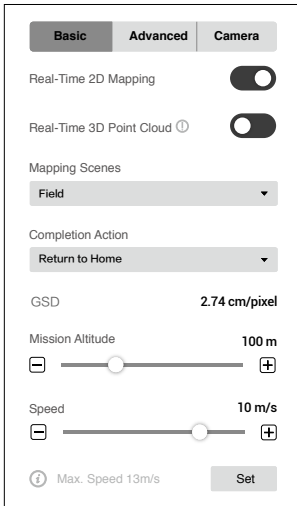 Basic Advanced Camera
Real-Time 2D Mapping
Real-Time 3D Point Cloud
Mapping Scenes
Field
Completion Action
Return to Home
GSD 2.74 cm/pixel
Mission Altitude 100 m
Speed 10 m/s
Max. Speed 13m/s Set